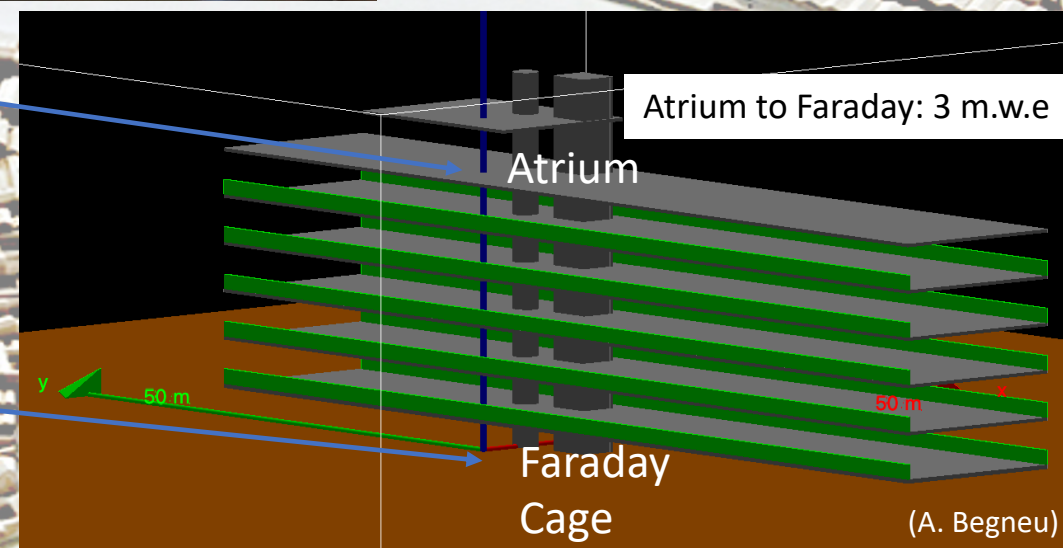 Atrium to Faraday: 3 m.w.e
Atrium
y
50 m
50 m
x
Faraday
Cage
(A. Begneu)